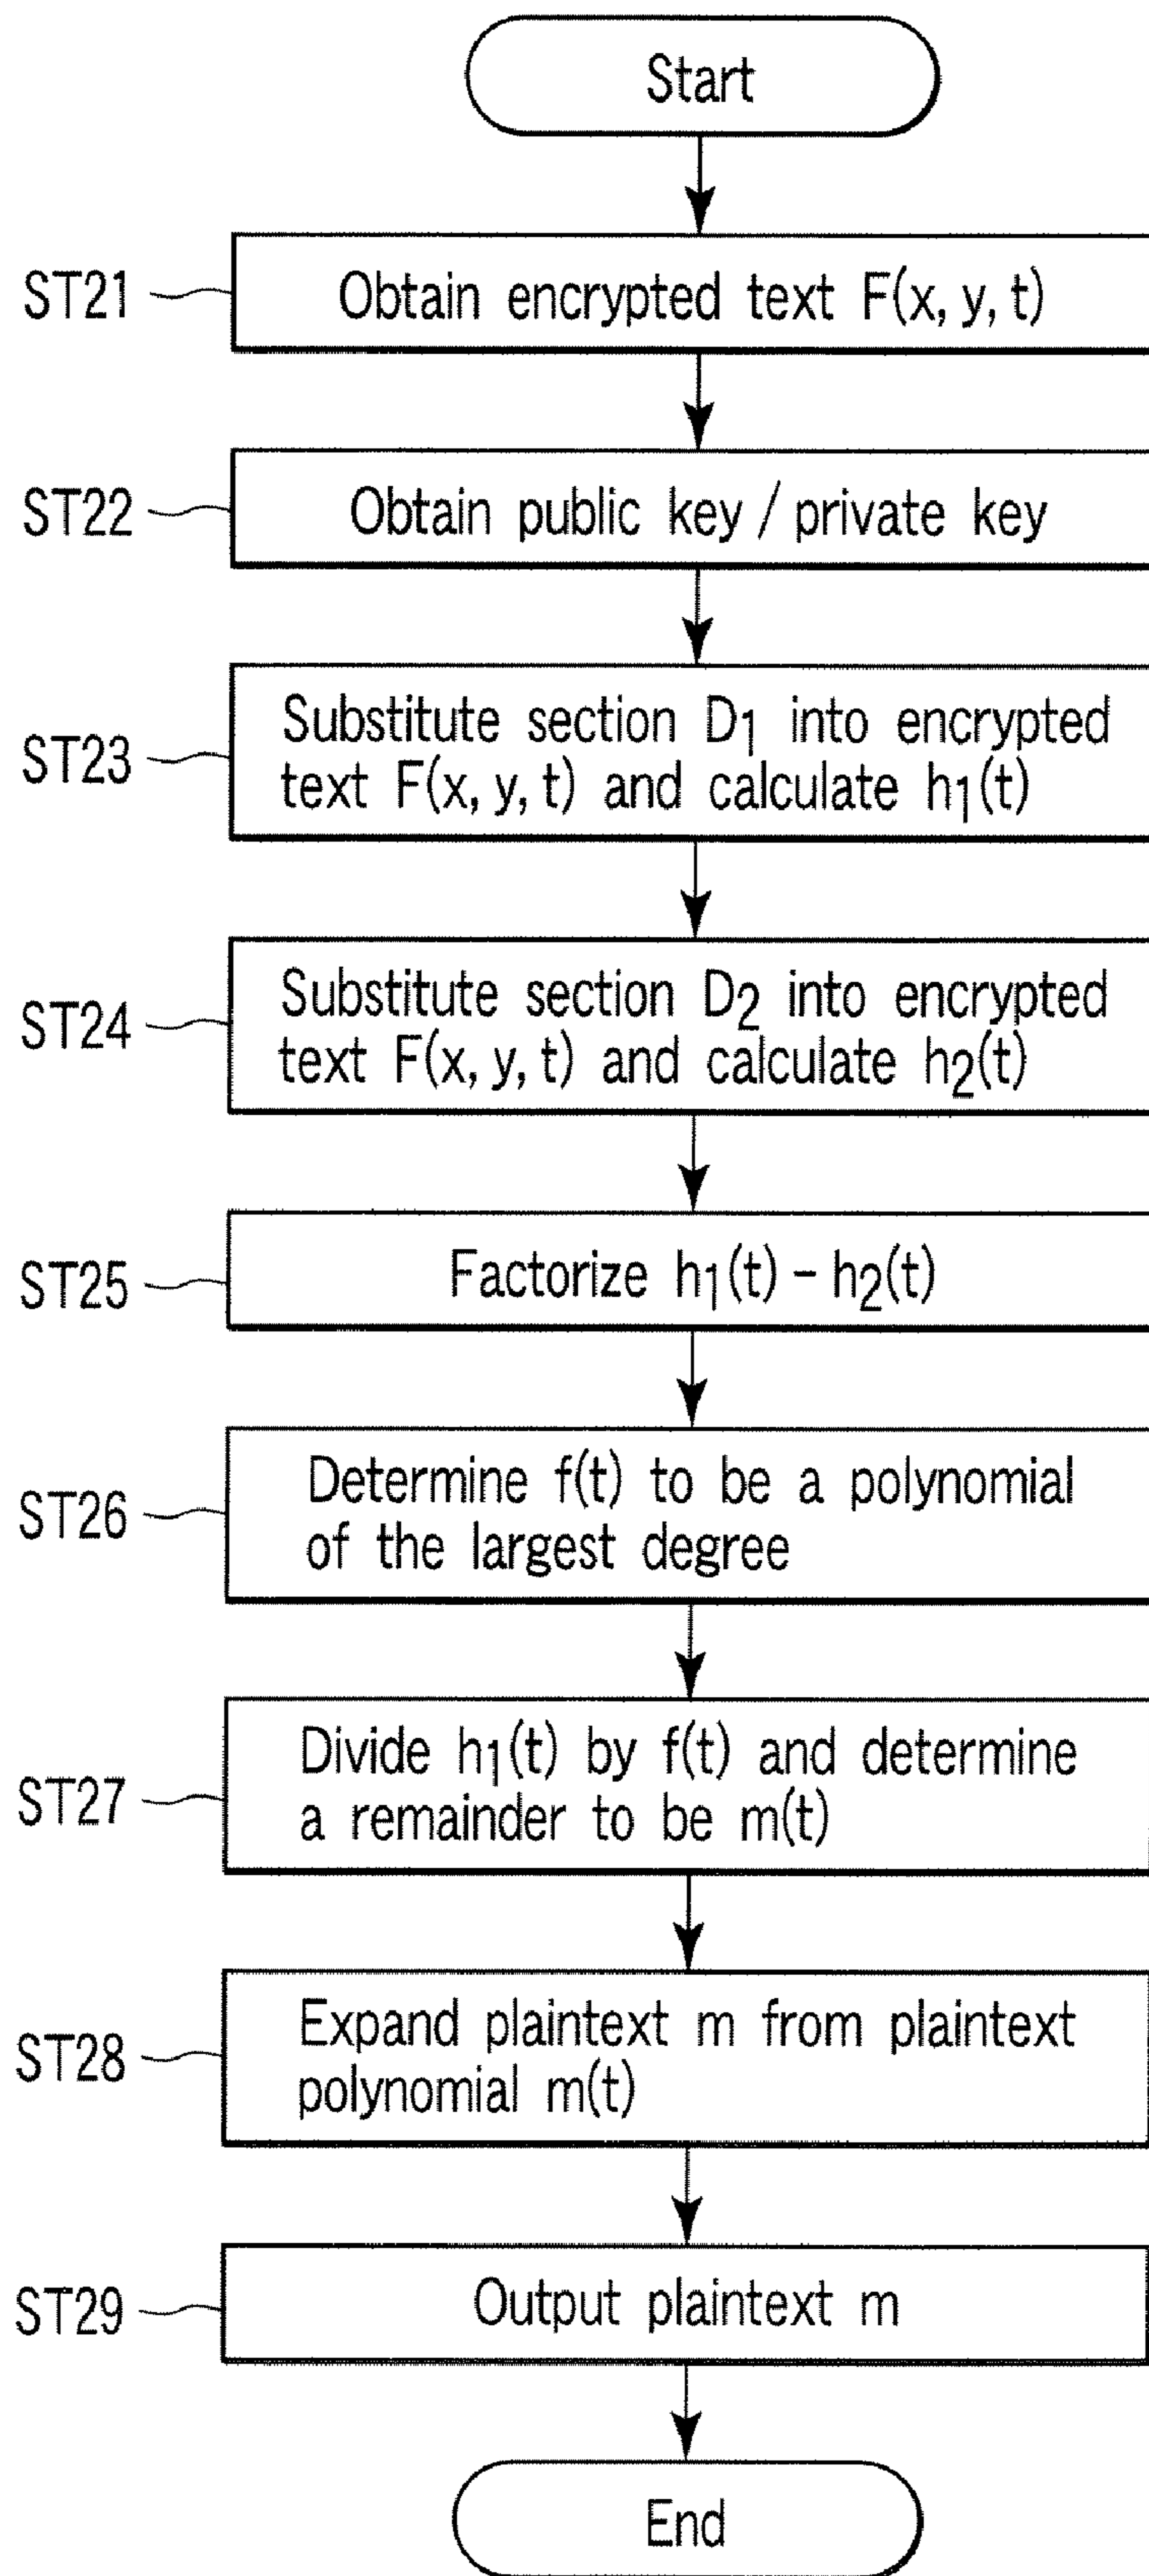 Start
ST21
Obtain encrypted text F(x, y, t)
ST22
Obtain public key / private key
ST23
Substitute section D1 into encrypted
text F(x, y, t) and calculate h1(t)
ST24
Substitute section D2 into encrypted
text F(x, y, t) and calculate h2(t)
ST25
Factorize h1(t) - h2(t)
ST26
Determine f(t) to be a polynomial
of the largest degree
ST27
Divide h1(t) by f(t) and determine
a remainder to be m(t)
ST28
Expand plaintext m from plaintext
polynomial m(t)
ST29
Output plaintext m
End